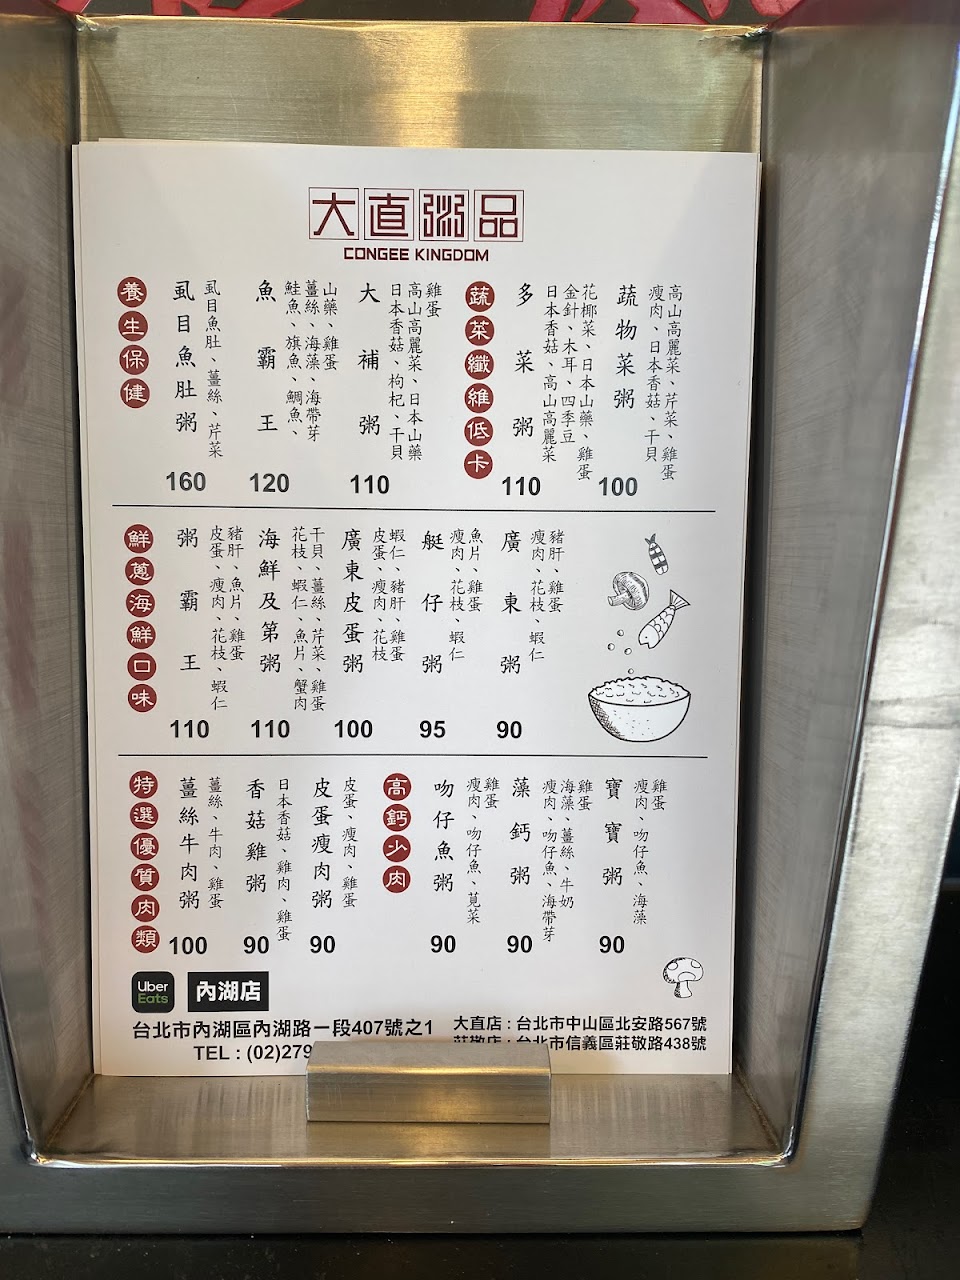 大直粥品
CONGEE KINGDOM
養生保健
虱目魚肚粥
虱目魚肚、薑絲、芹菜
160
魚霸王
鮭魚、旗魚、鯛魚、
薑絲、海藻、海帶芽
山藥、雞蛋
120
大補粥
日本香菇、枸杞、干貝
高山高麗菜、日本山藥
雞蛋
110
蔬菜纖維低卡
多菜粥
日本香菇、高山高麗菜
金針、木耳、四季豆
花椰菜、日本山藥、雞蛋
110
蔬物菜粥
瘦肉、日本香菇、干貝
高山高麗菜、芹菜、雞蛋
100
鮮蔥海鮮口味
粥霸王
皮蛋、瘦肉、花枝、蝦仁
豬肝、魚片、雞蛋
110
海鮮及第粥
花枝、蝦仁、魚片、蟹肉
干貝、薑絲、芹菜、雞蛋
110
廣東皮蛋粥
皮蛋、瘦肉、花枝
蝦仁、豬肝、雞蛋
100
艇仔粥
瘦肉、花枝、蝦仁
魚片、雞蛋
95
廣東粥
瘦肉、花枝、蝦仁
豬肝、雞蛋
90
特選優質肉類
薑絲牛肉粥
薑絲、牛肉、雞蛋
100
香菇雞粥
日本香菇、雞肉、雞蛋
90
皮蛋瘦肉粥
皮蛋、瘦肉、雞蛋
90
高鈣少肉
吻仔魚粥
瘦肉、吻仔魚、莧菜
雞蛋
90
藻鈣粥
瘦肉、吻仔魚、海帶芽
海藻、薑絲、牛奶
雞蛋
90
寶寶粥
瘦肉、吻仔魚、海藻
雞蛋
90
Uber
Eats
內湖店
台北市內湖區內湖路一段407號之1
TEL : (02)279
大直店 : 台北市中山區北安路567號
莊敬店 : 台北市信義區莊敬路438號